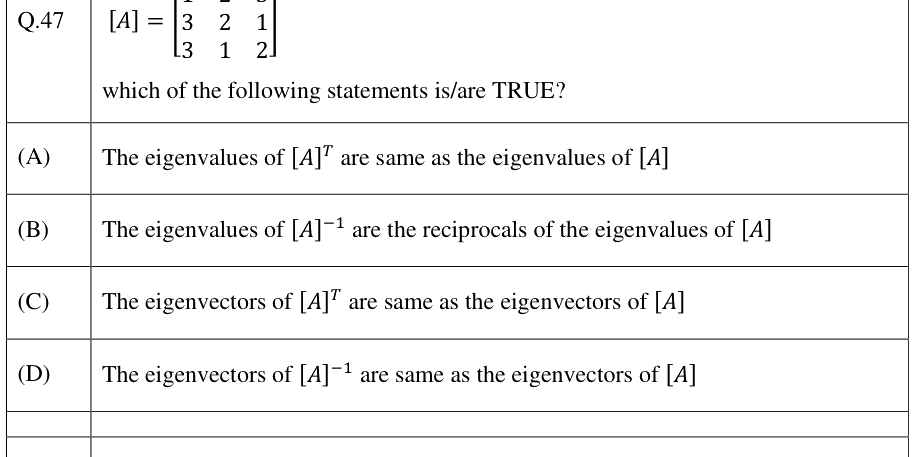 Q.47 [A] = 3 2 1
3 1 2
which of the following statements is/are TRUE?
(A) The eigenvalues of [A]ᵀ are same as the eigenvalues of [A]
(B) The eigenvalues of [A]⁻¹ are the reciprocals of the eigenvalues of [A]
(C) The eigenvectors of [A]ᵀ are same as the eigenvectors of [A]
(D) The eigenvectors of [A]⁻¹ are same as the eigenvectors of [A]